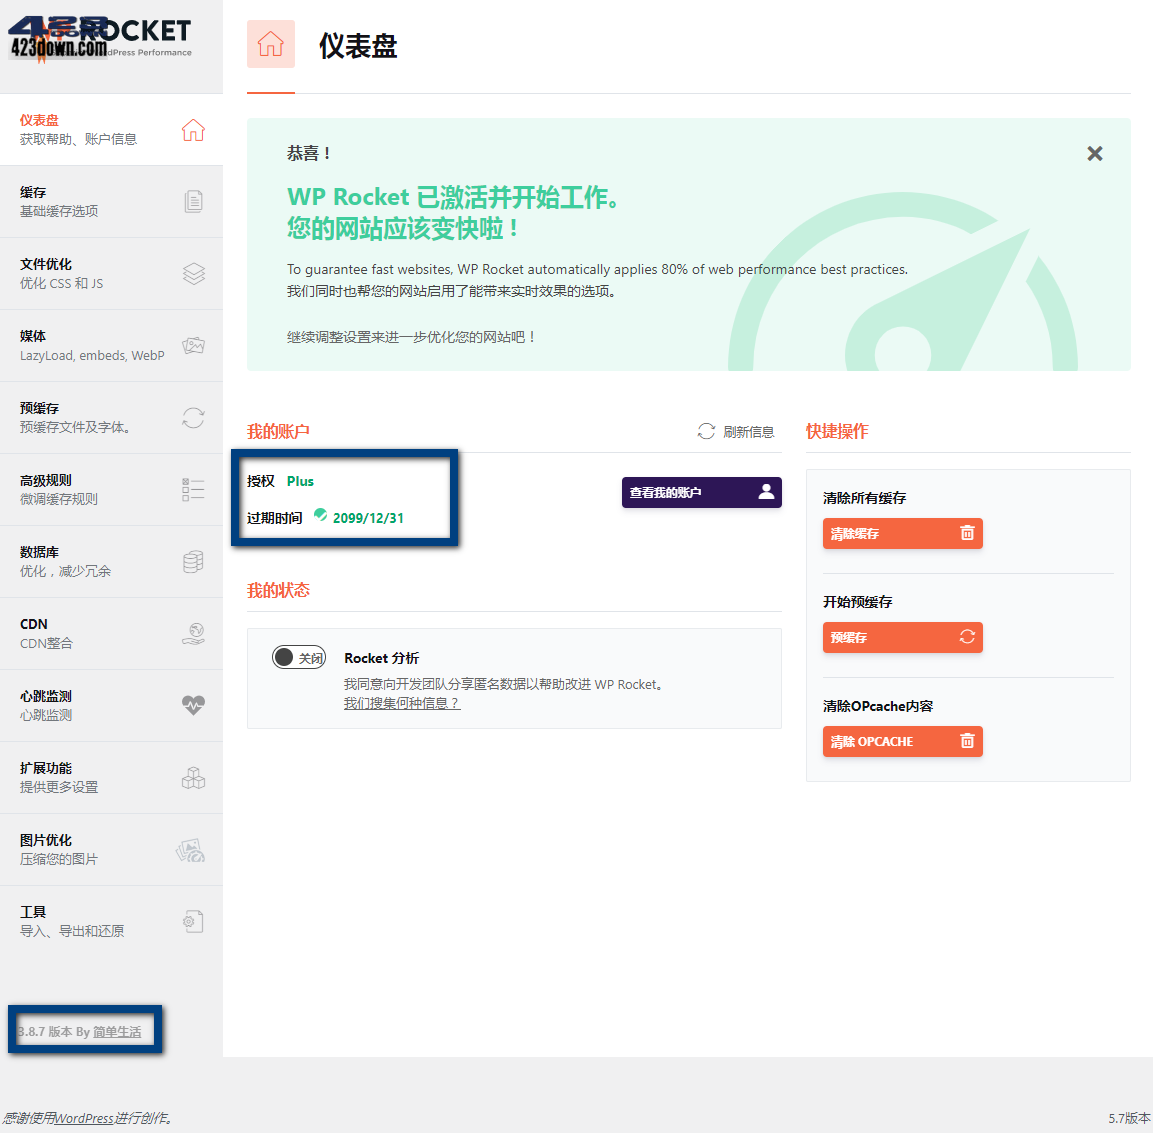 ROCKET
423down.com
dPress Performance
仪表盘
仪表盘
获取帮助、账户信息
缓存
基础缓存选项
文件优化
优化 CSS 和 JS
媒体
LazyLoad, embeds, WebP
预缓存
预缓存文件及字体。
高级规则
微调缓存规则
数据库
优化，减少冗余
CDN
CDN整合
心跳监测
心跳监测
扩展功能
提供更多设置
图片优化
压缩您的图片
工具
导入、导出和还原
3.8.7 版本 By 简单生活
恭喜！
WP Rocket 已激活并开始工作。
您的网站应该变快啦！
To guarantee fast websites, WP Rocket automatically applies 80% of web performance best practices.
我们同时也帮您的网站启用了能带来实时效果的选项。
继续调整设置来进一步优化您的网站吧！
我的账户
刷新信息
授权 Plus
查看我的账户
过期时间 2099/12/31
我的状态
关闭
Rocket 分析
我同意向开发团队分享匿名数据以帮助改进 WP Rocket。
我们搜集何种信息？
快捷操作
清除所有缓存
清除缓存
开始预缓存
预缓存
清除OPcache内容
清除 OPCACHE
感谢使用WordPress进行创作。
5.7版本